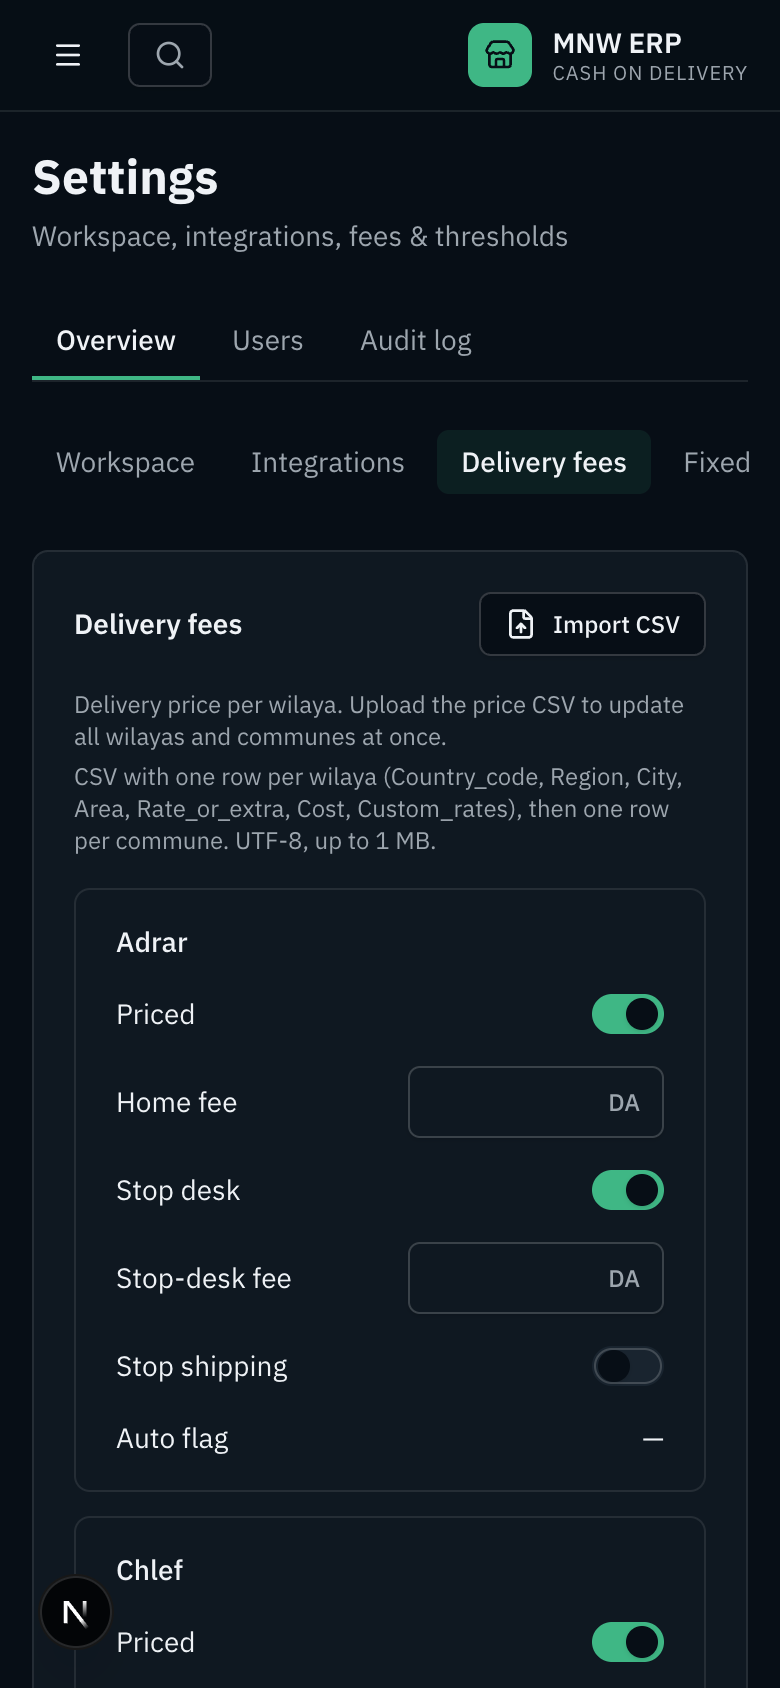 MNW ERP
CASH ON DELIVERY
Settings
Workspace, integrations, fees & thresholds
Overview
Users
Audit log
Workspace
Integrations
Delivery fees
Fixed
Delivery fees
Import CSV
Delivery price per wilaya. Upload the price CSV to update
all wilayas and communes at once.
CSV with one row per wilaya (Country_code, Region, City,
Area, Rate_or_extra, Cost, Custom_rates), then one row
per commune. UTF-8, up to 1 MB.
Adrar
Priced
Home fee
DA
Stop desk
Stop-desk fee
DA
Stop shipping
Auto flag
—
Chlef
N
Priced